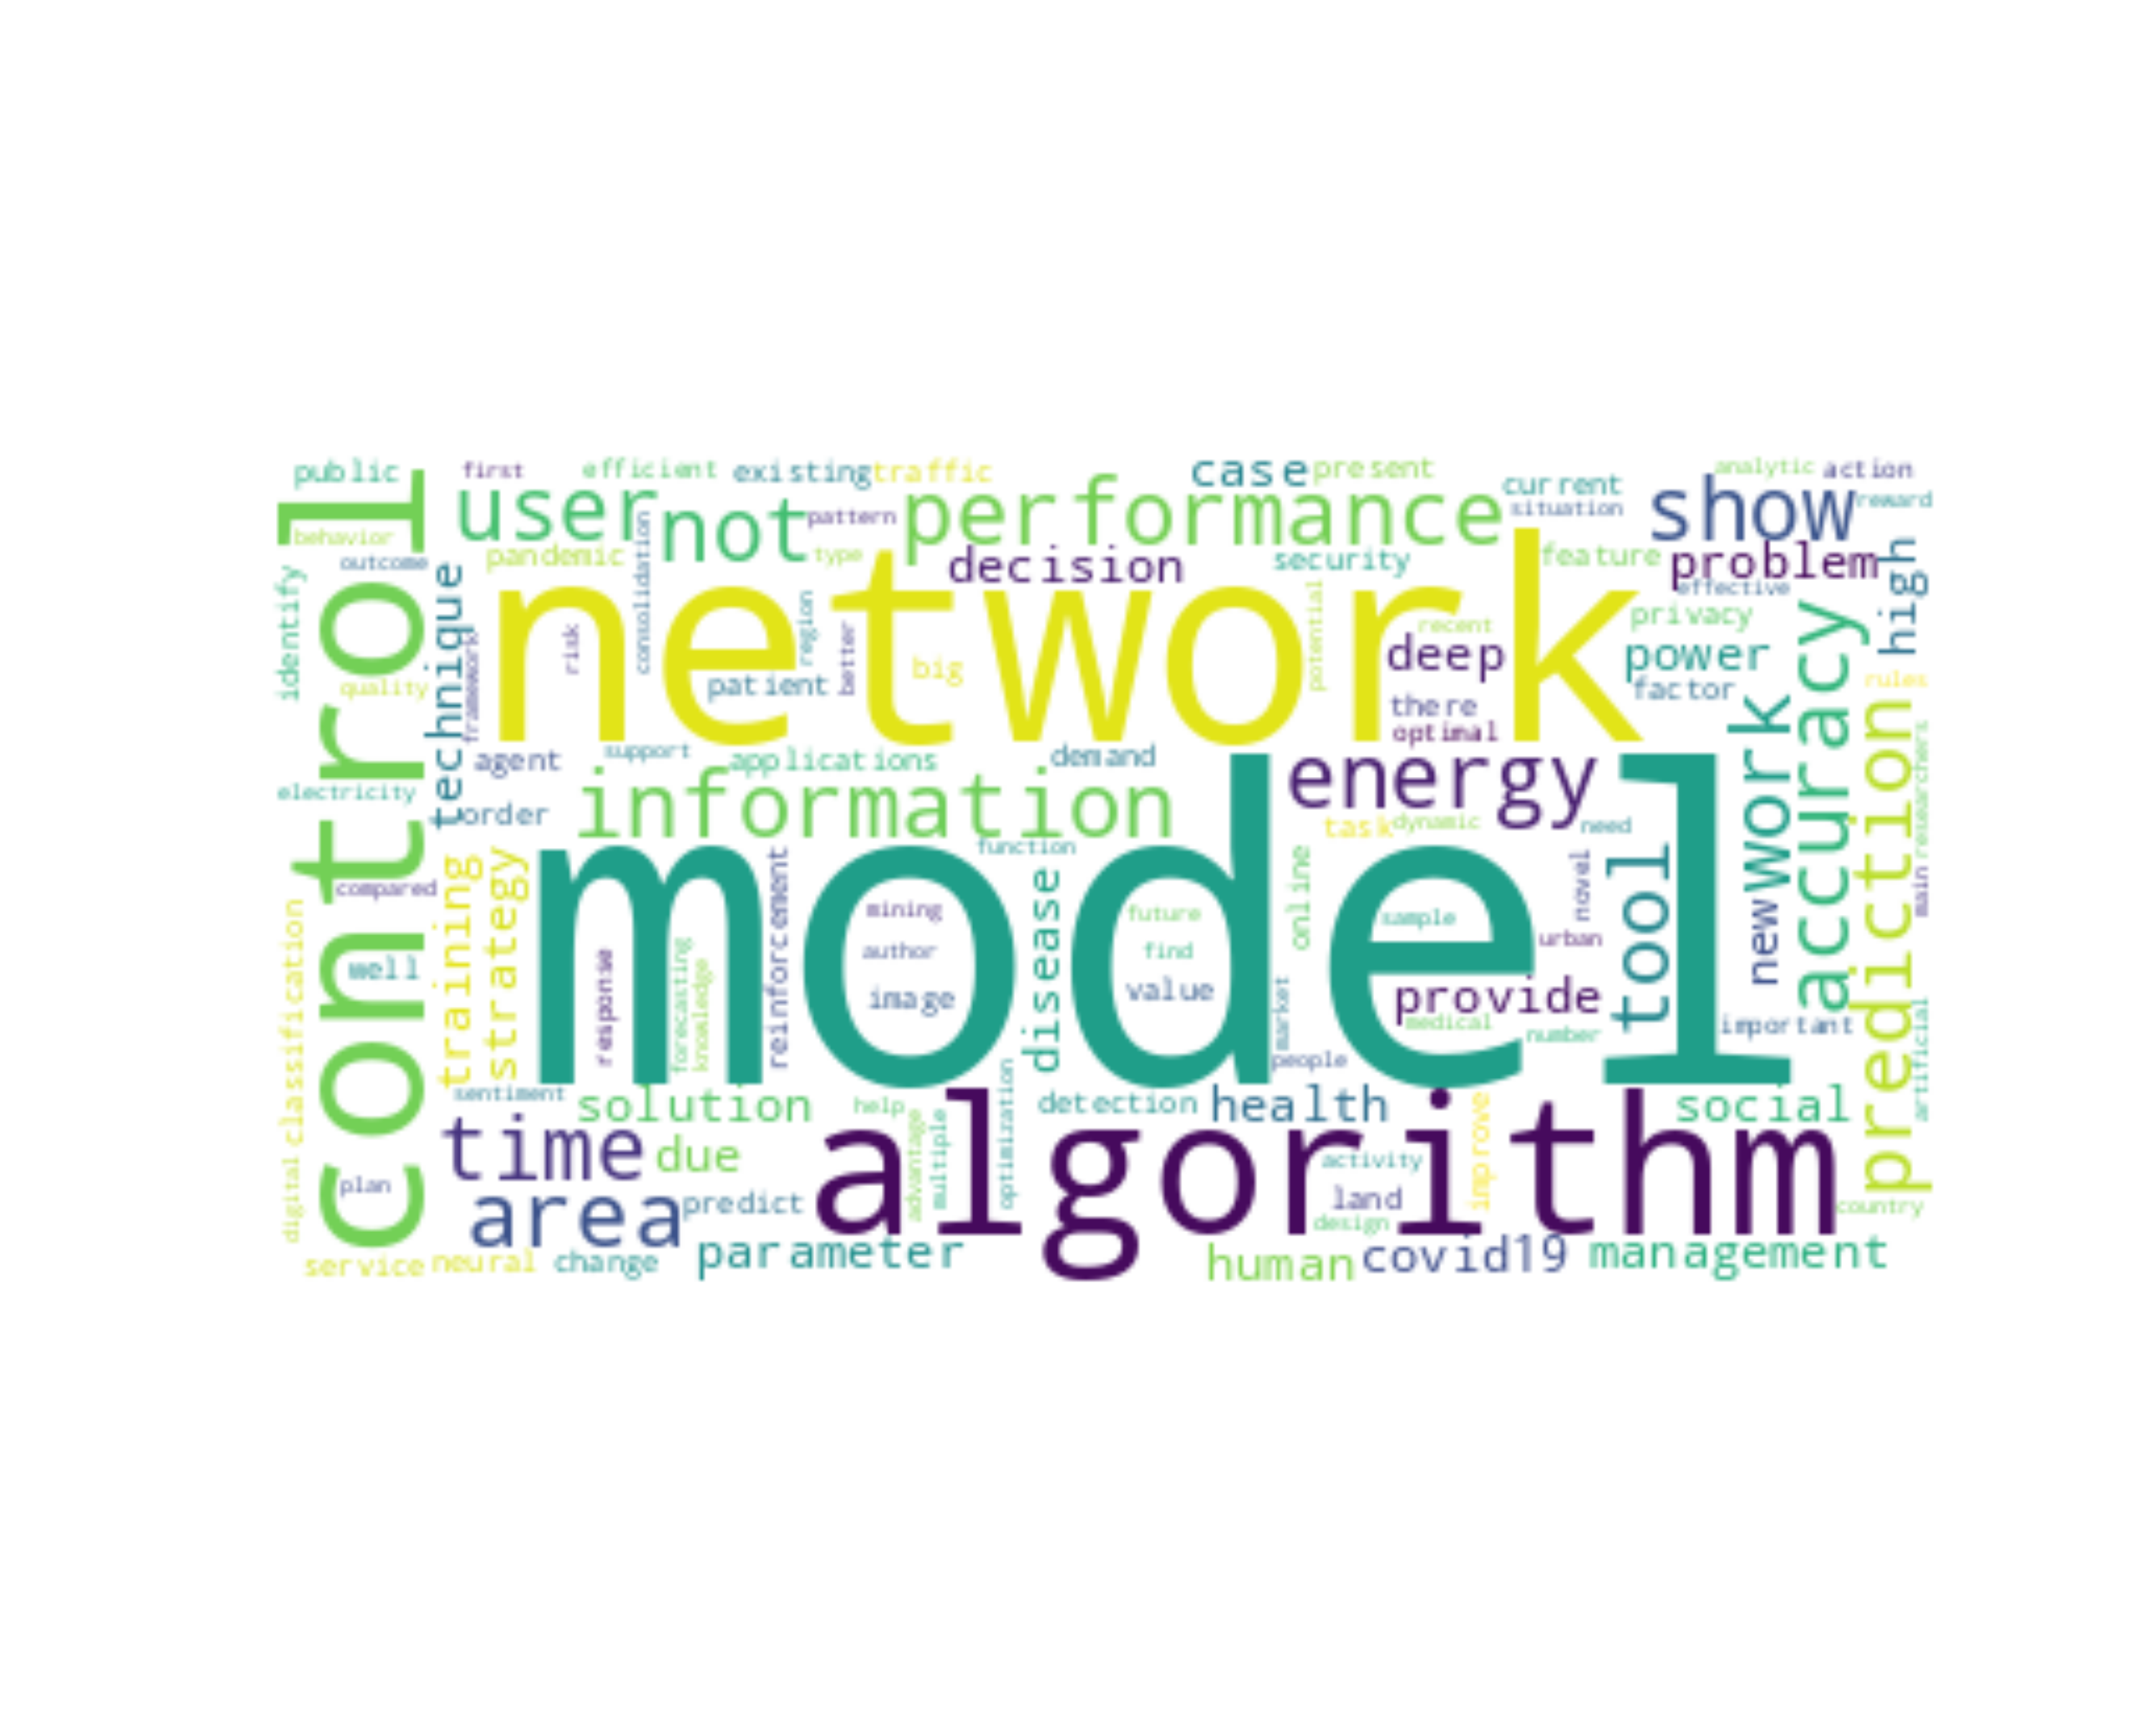 public
first
efficient
existing
traffic
case
present
current
analytic
action
control
user
not
pattern
performance
situation
show
reward
behavior
outcome
pandemic
consolidation
type
decision
security
feature
problem
effective
high
identify
technique
framework
network
risk
region
better
patient
big
potential
recent
deep
privacy
power
factor
accuracy
rules
quality
there
optimal
work
prediction
researchers
agent
support
applications
demand
energy
electricity
order
information
task
dynamic
need
function
model
compared
training
strategy
reinforcement
mining
author
image
disease
future
find
value
online
sample
novel
urban
tool
new
main
classification
well
response
forecasting
knowledge
market
people
provide
medical
number
important
artificial
sentiment
solution
help
advantage
multiple
optimization
detection
health
improve
social
time
due
algorithm
activity
digital
plan
area
predict
land
design
country
service
neural
change
parameter
human
covid19
management